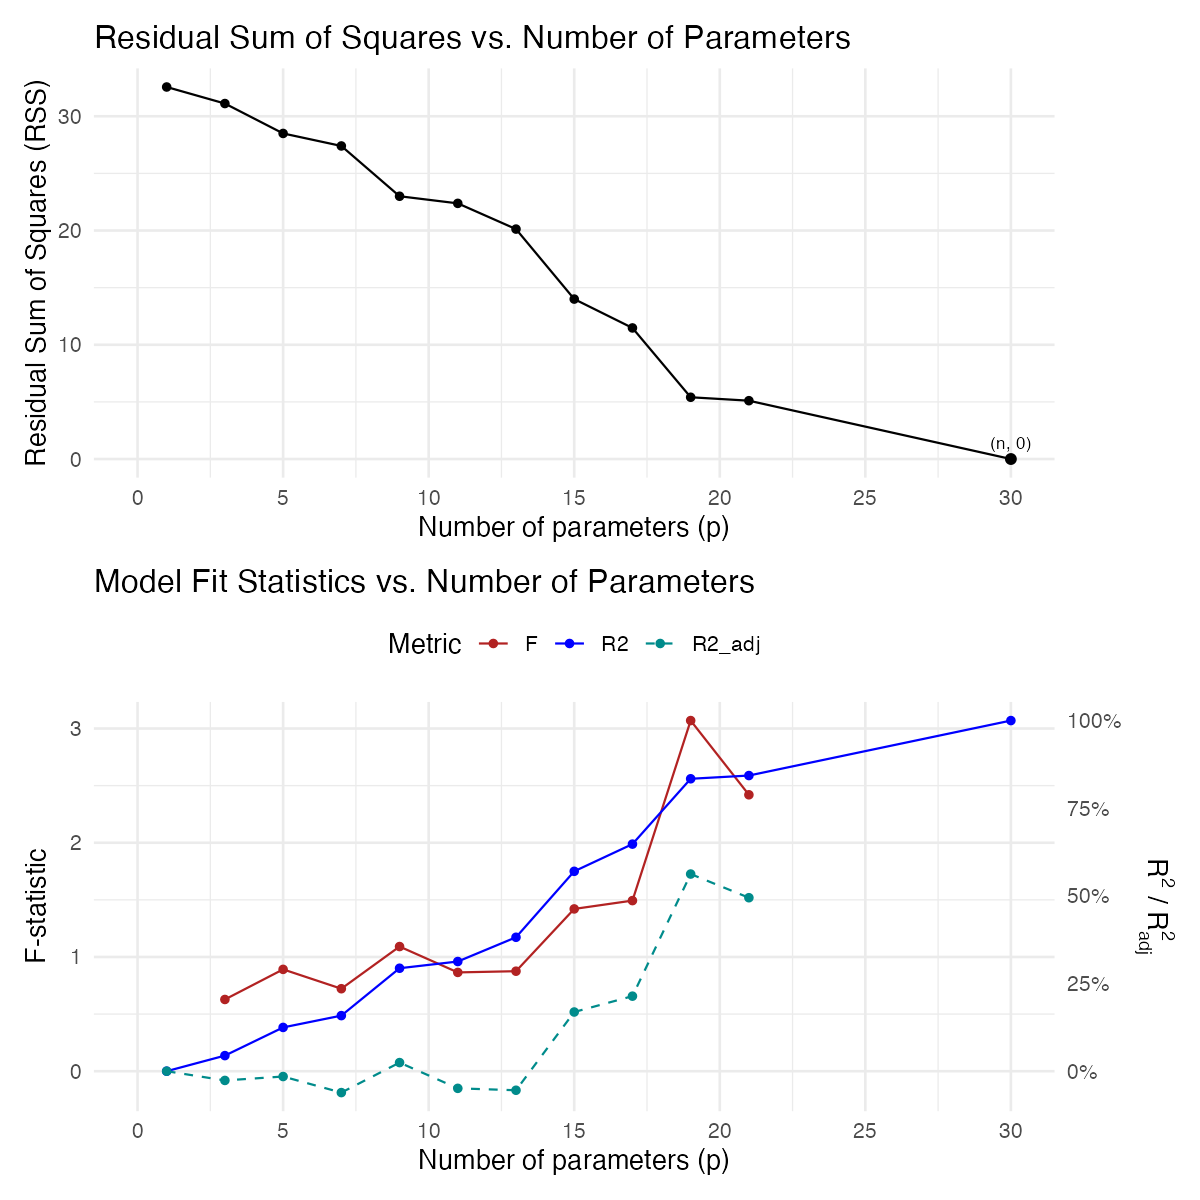 Residual Sum of Squares vs. Number of Parameters
Residual Sum of Squares (RSS)
30
20
10
0
(n, 0)
0 5 10 15 20 25 30
Number of parameters (p)
Model Fit Statistics vs. Number of Parameters
Metric F R2 R2_adj
F-statistic
3
2
1
0
100%
75%
50%
25%
0%
R² / R²adj
0 5 10 15 20 25 30
Number of parameters (p)